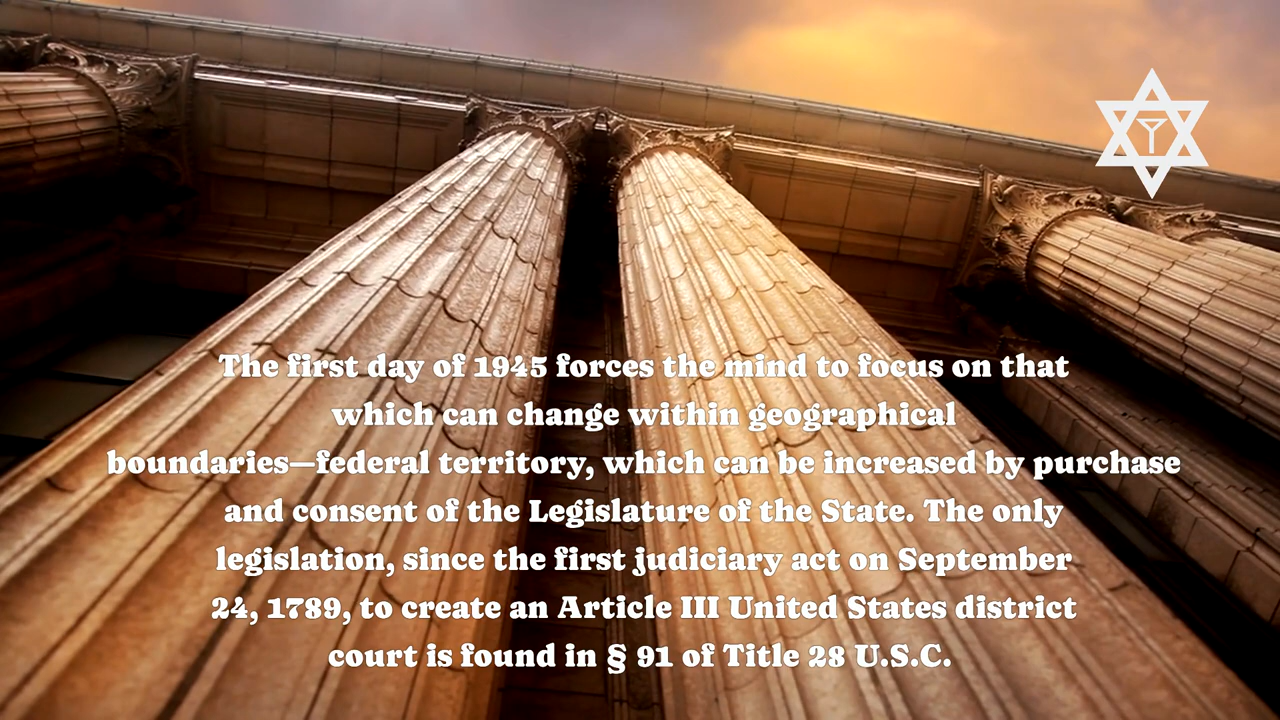 The first day of 1945 forces the mind to focus on that
which can change within geographical
boundaries—federal territory, which can be increased by purchase
and consent of the Legislature of the State. The only
legislation, since the first judiciary act on September
24, 1789, to create an Article III United States district
court is found in § 91 of Title 28 U.S.C.